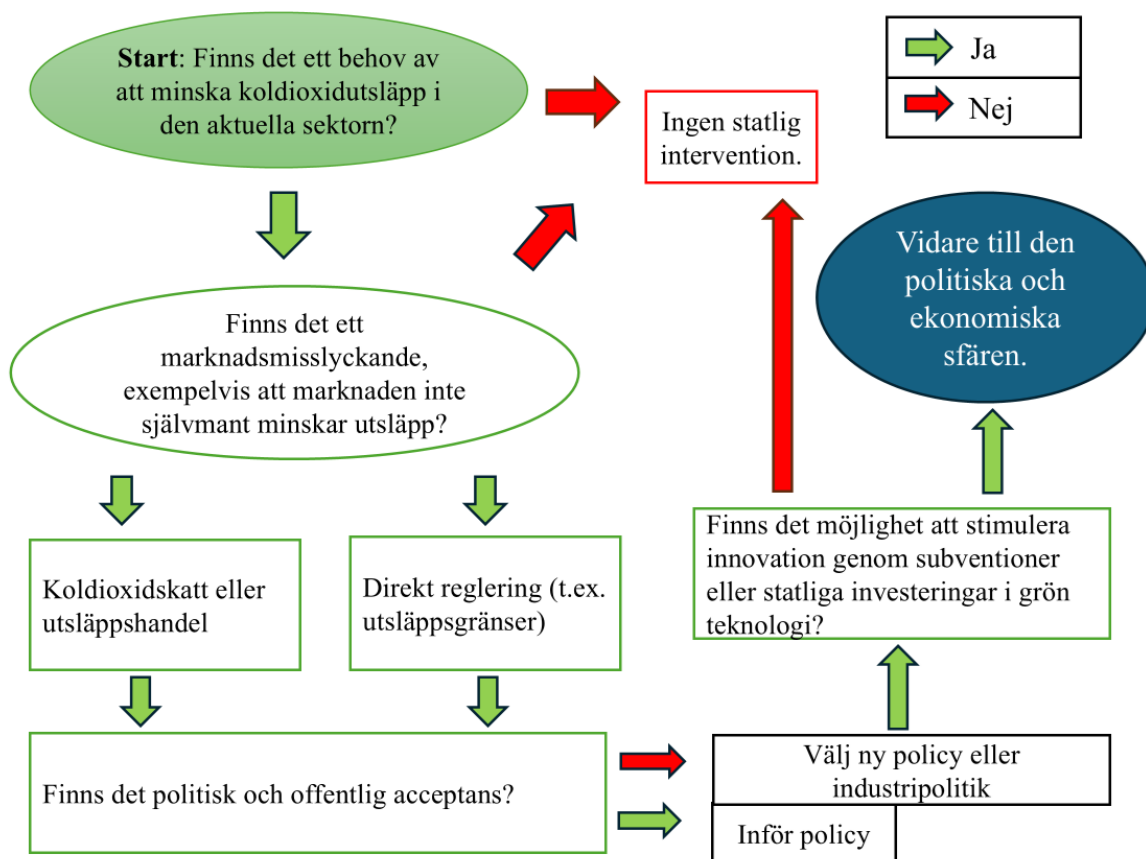 Start: Finns det ett behov av
att minska koldioxidutsläpp i
den aktuella sektorn?
Ja
Nej
Ingen statlig
intervention.
Vidare till den
politiska och
ekonomiska
sfären.
Finns det ett
marknadsmisslyckande,
exempelvis att marknaden inte
självmant minskar utsläpp?
Koldioxidskatt eller
utsläppshandel
Direkt reglering (t.ex.
utsläppsgränser)
Finns det möjlighet att stimulera
innovation genom subventioner
eller statliga investeringar i grön
teknologi?
Finns det politisk och offentlig acceptans?
Välj ny policy eller
industripolitik
Inför policy